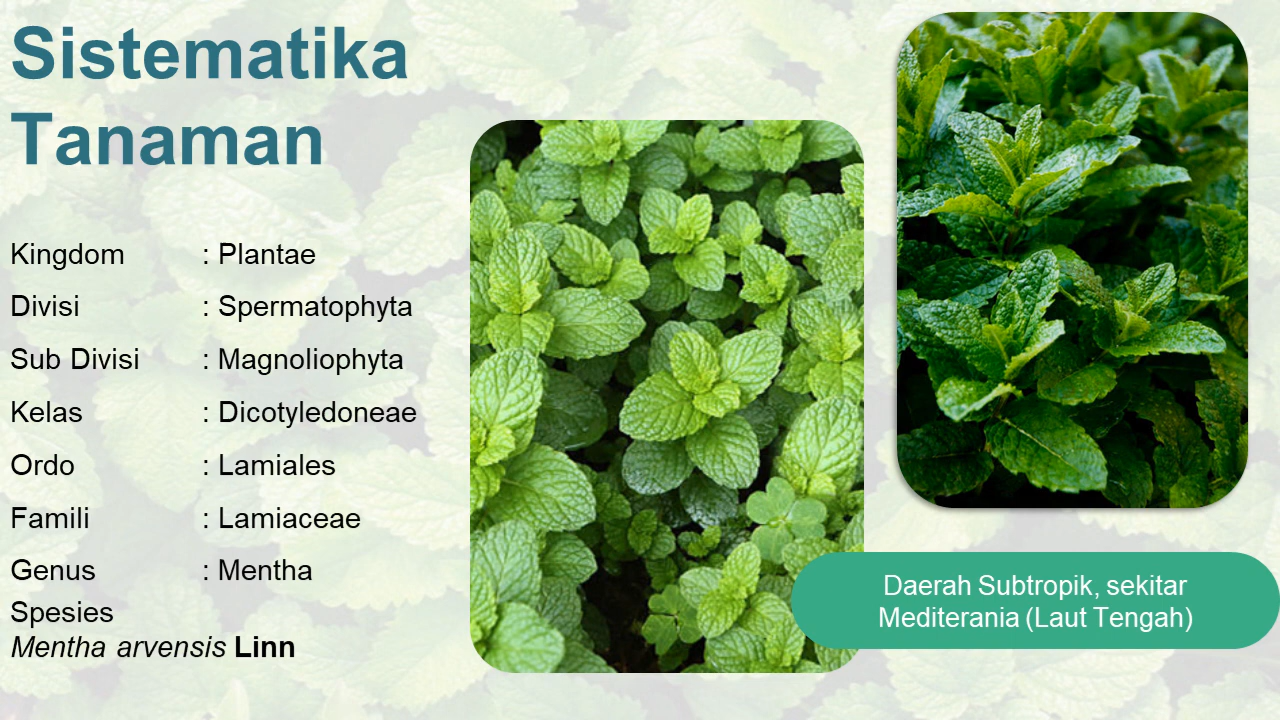 Sistematika
Tanaman
Kingdom : Plantae
Divisi : Spermatophyta
Sub Divisi : Magnoliophyta
Kelas : Dicotyledoneae
Ordo : Lamiales
Famili : Lamiaceae
Genus : Mentha
Spesies
Mentha arvensis Linn
Daerah Subtropik, sekitar
Mediterania (Laut Tengah)